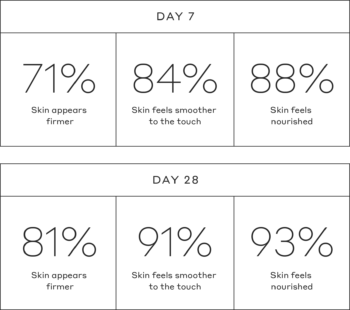 DAY 7
71% 84% 88%
Skin appears Skin feels smoother Skin feels
firmer to the touch nourished
DAY 28
81% 91% 93%
Skin appears Skin feels smoother Skin feels
firmer to the touch nourished